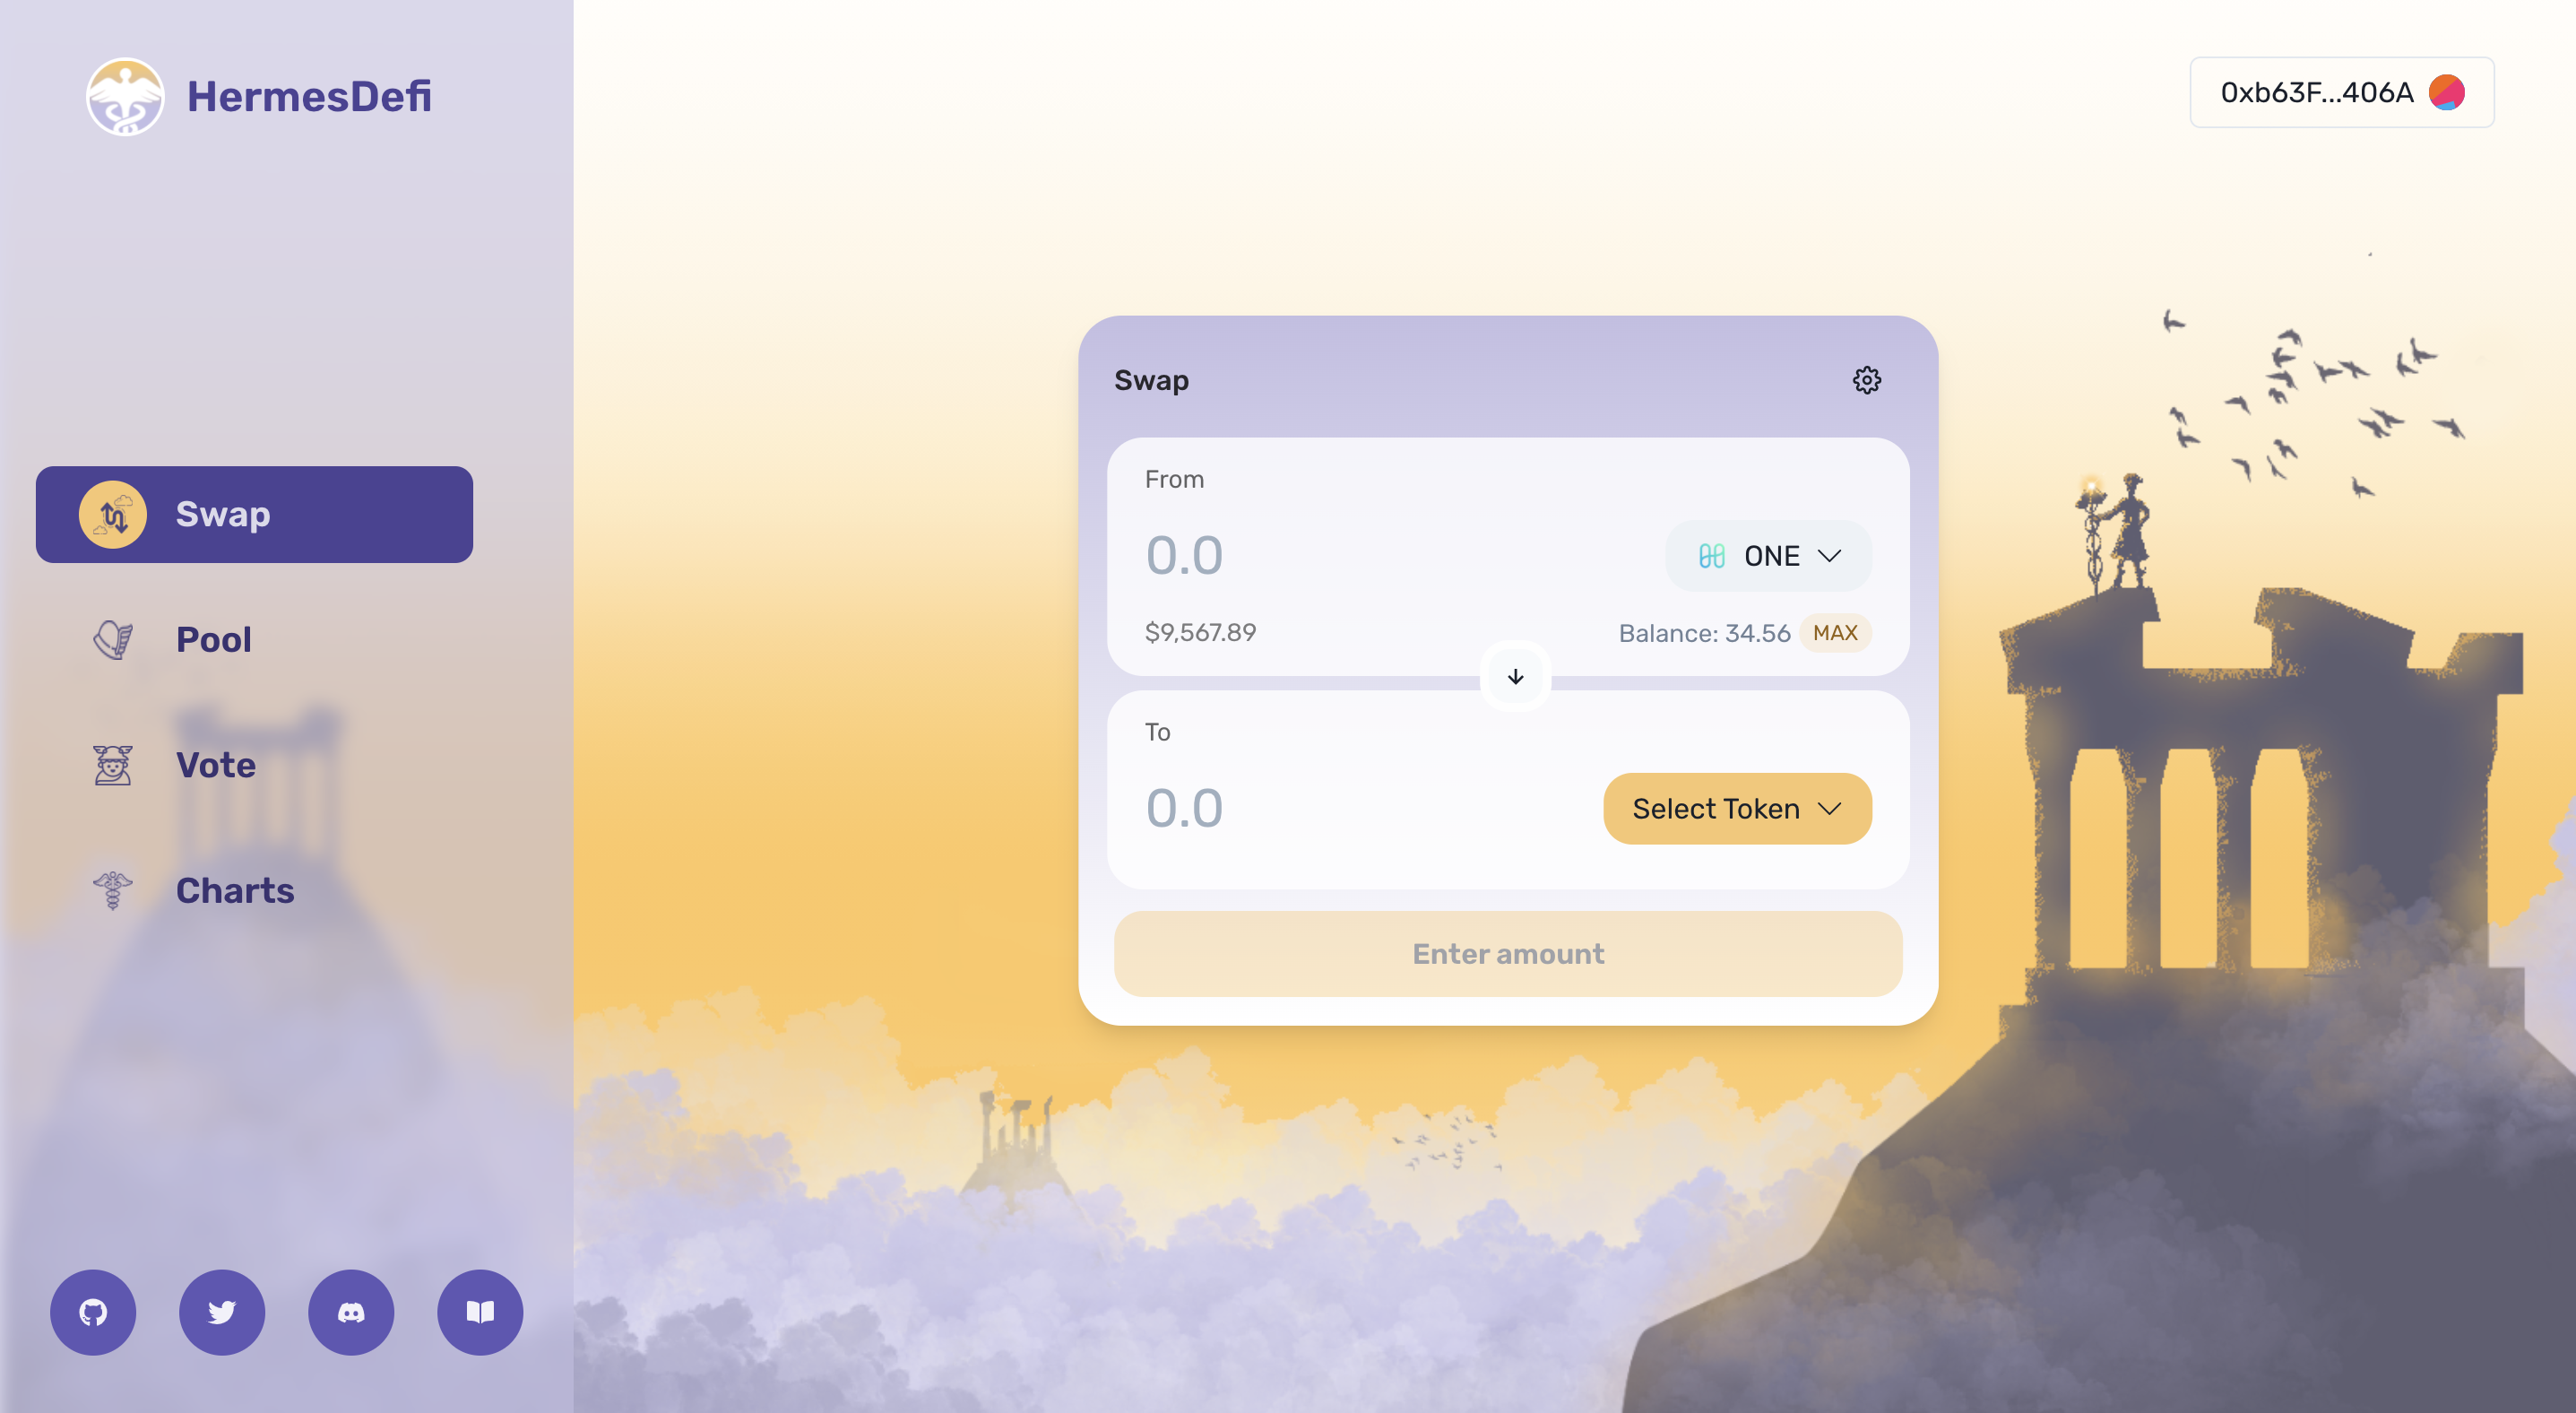 HermesDefi
0xb63F...406A
Swap
Pool
Vote
Charts
Swap
From
0.0
ONE
$9,567.89
Balance: 34.56 MAX
To
0.0
Select Token
Enter amount